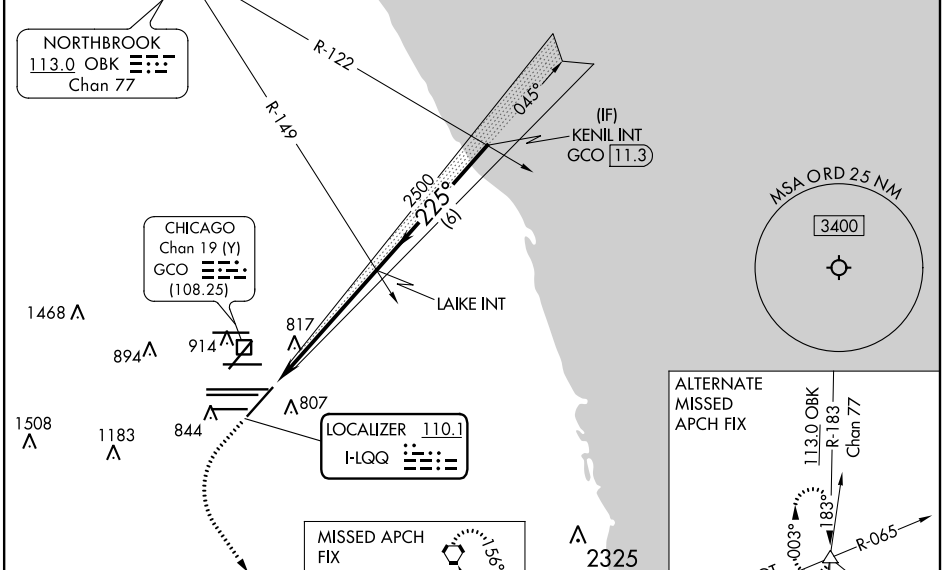 NORTHBROOK
113.0 OBK
Chan 77
R-122
R-149
045°
(IF)
KENIL INT
GCO 11.3
2500
225°
(6)
MSA ORD 25 NM
3400
CHICAGO
Chan 19 (Y)
GCO
(108.25)
LAIKE INT
1468
894
914
817
1508
1183
844
807
LOCALIZER 110.1
I-LQQ
ALTERNATE
MISSED
APCH FIX
113.0 OBK
R-183
Chan 77
183°
003°
R-065
MISSED APCH
FIX
156°
2325